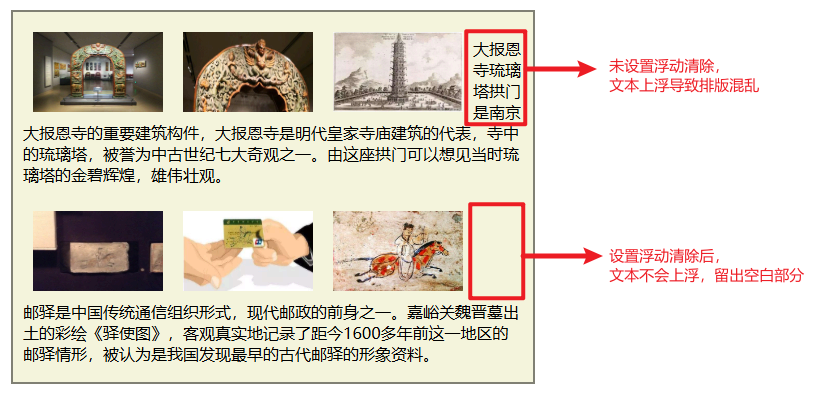 大报恩
寺琉璃
塔拱门
是南京
大报恩寺的重要建筑构件，大报恩寺是明代皇家寺庙建筑的代表，寺中
的琉璃塔，被誉为中古世纪七大奇观之一。由这座拱门可以想见当时琉
璃塔的金碧辉煌，雄伟壮观。
未设置浮动清除，
文本上浮导致排版混乱
邮驿是中国传统通信组织形式，现代邮政的前身之一。嘉峪关魏晋墓出
土的彩绘《驿使图》，客观真实地记录了距今1600多年前这一地区的
邮驿情形，被认为是我国发现最早的古代邮驿的形象资料。
设置浮动清除后，
文本不会上浮，留出空白部分